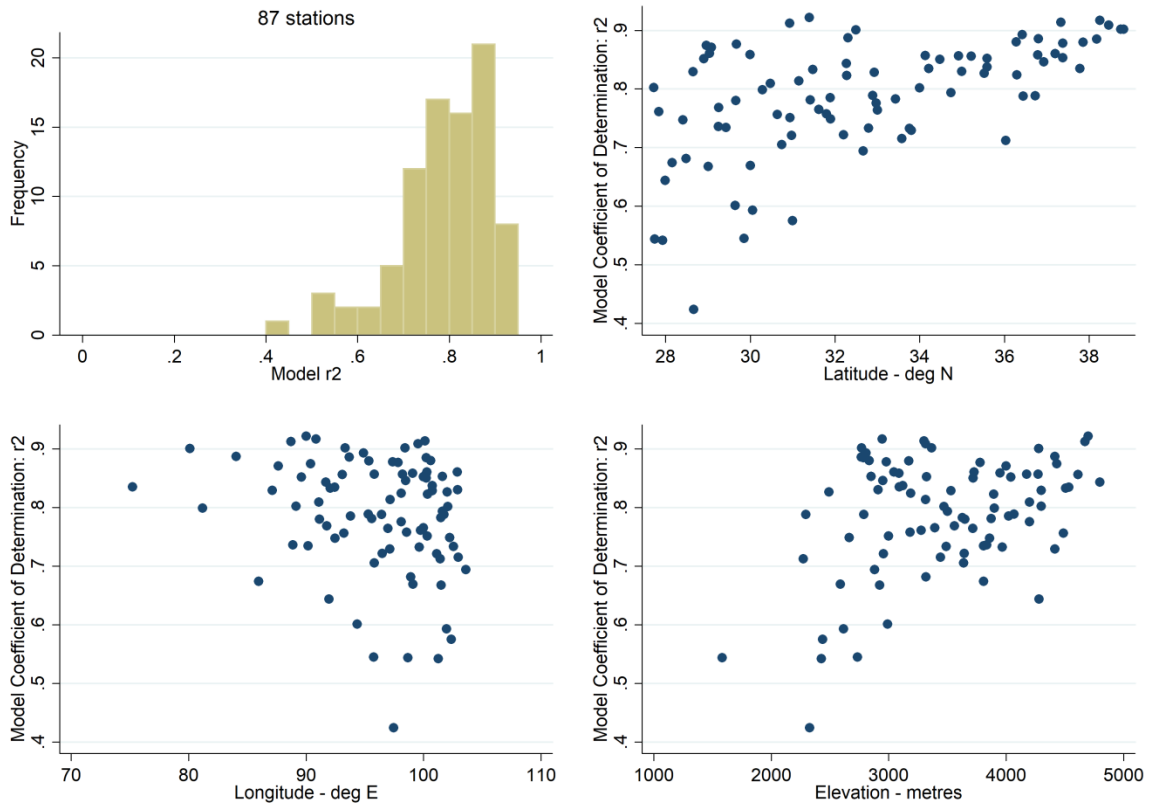 87 stations
Frequency
20
15
10
5
0
0 .2 .4 .6 .8 1
Model r2
Model Coefficient of Determination: r2
.9
.8
.7
.6
.5
.4
28 30 32 34 36 38
Latitude - deg N
Model Coefficient of Determination: r2
.9
.8
.7
.6
.5
.4
70 80 90 100 110
Longitude - deg E
Model Coefficient of Determination: r2
.9
.8
.7
.6
.5
.4
1000 2000 3000 4000 5000
Elevation - metres